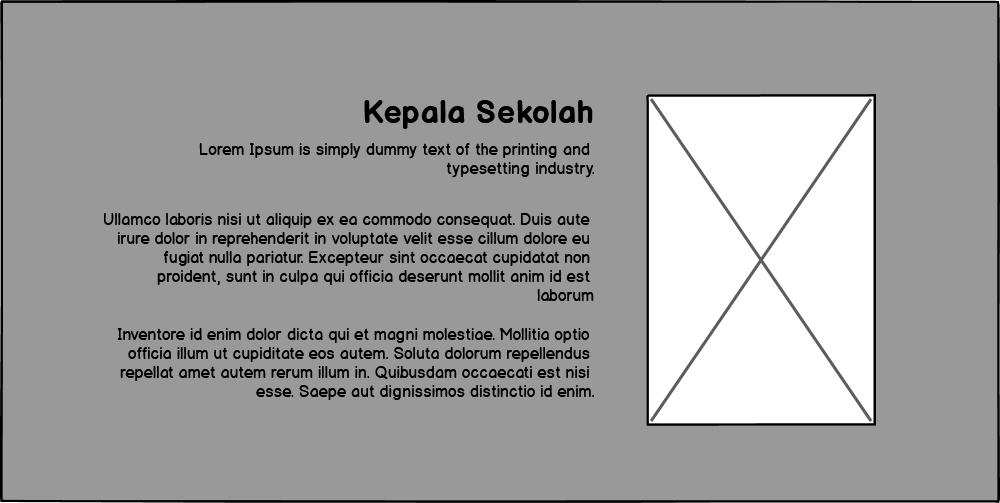 Kepala Sekolah
Lorem Ipsum is simply dummy text of the printing and
typesetting industry.
Ullamco laboris nisi ut aliquip ex ea commodo consequat. Duis aute
irure dolor in reprehenderit in voluptate velit esse cillum dolore eu
fugiat nulla pariatur. Excepteur sint occaecat cupidatat non
proident, sunt in culpa qui officia deserunt mollit anim id est
laborum
Inventore id enim dolor dicta qui et magni molestiae. Mollitia optio
officia illum ut cupiditate eos autem. Soluta dolorum repellendus
repellat amet autem rerum illum in. Quibusdam occaecati est nisi
esse. Saepe aut dignissimos distinctio id enim.